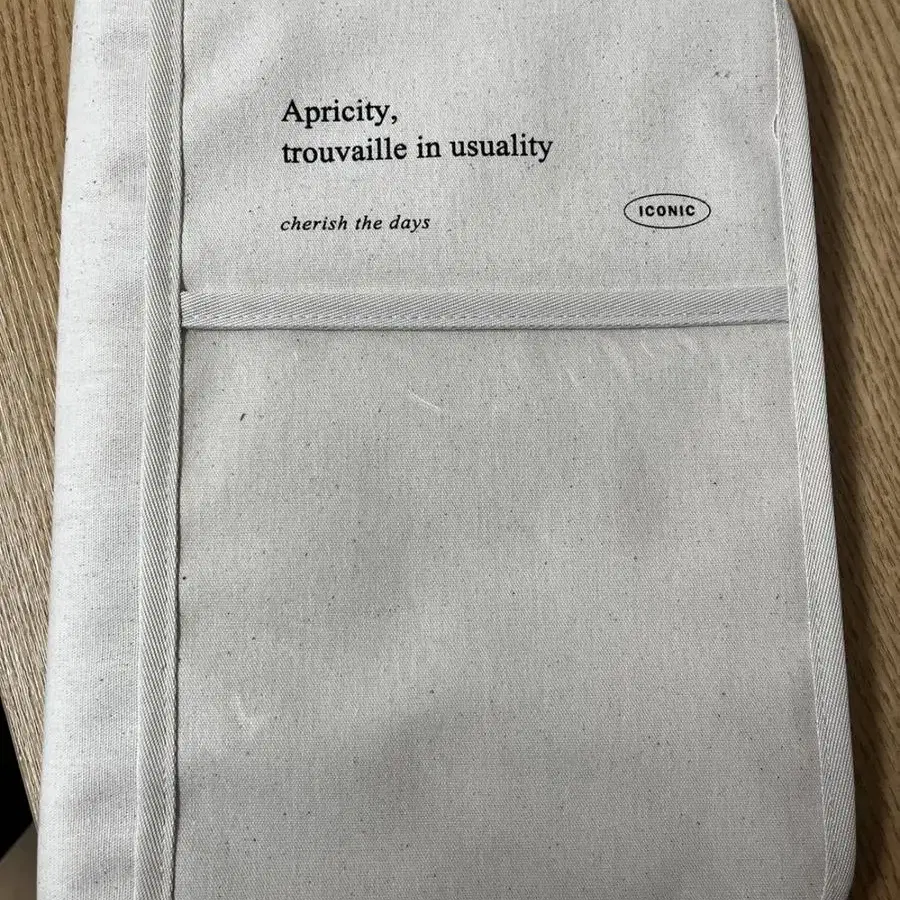 Apricity,
trouvaille in usuality
cherish the days
ICONIC